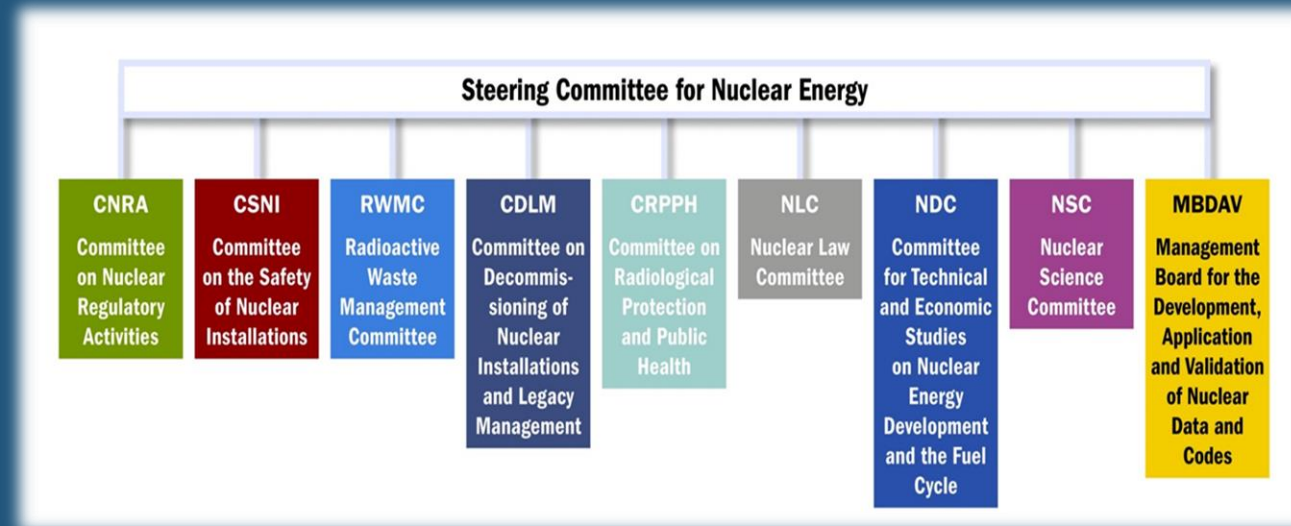 Steering Committee for Nuclear Energy
CNRA
Committee
on Nuclear
Regulatory
Activities
CSNI
Committee
on the Safety
of Nuclear
Installations
RWMC
Radioactive
Waste
Management
Committee
CDLM
Committee on
Decommis-
sioning of
Nuclear
Installations
and Legacy
Management
CRPPH
Committee on
Radiological
Protection
and Public
Health
NLC
Nuclear Law
Committee
NDC
Committee
for Technical
and Economic
Studies
on Nuclear
Energy
Development
and the Fuel
Cycle
NSC
Nuclear
Science
Committee
MBDAV
Management
Board for the
Development,
Application
and Validation
of Nuclear
Data and
Codes